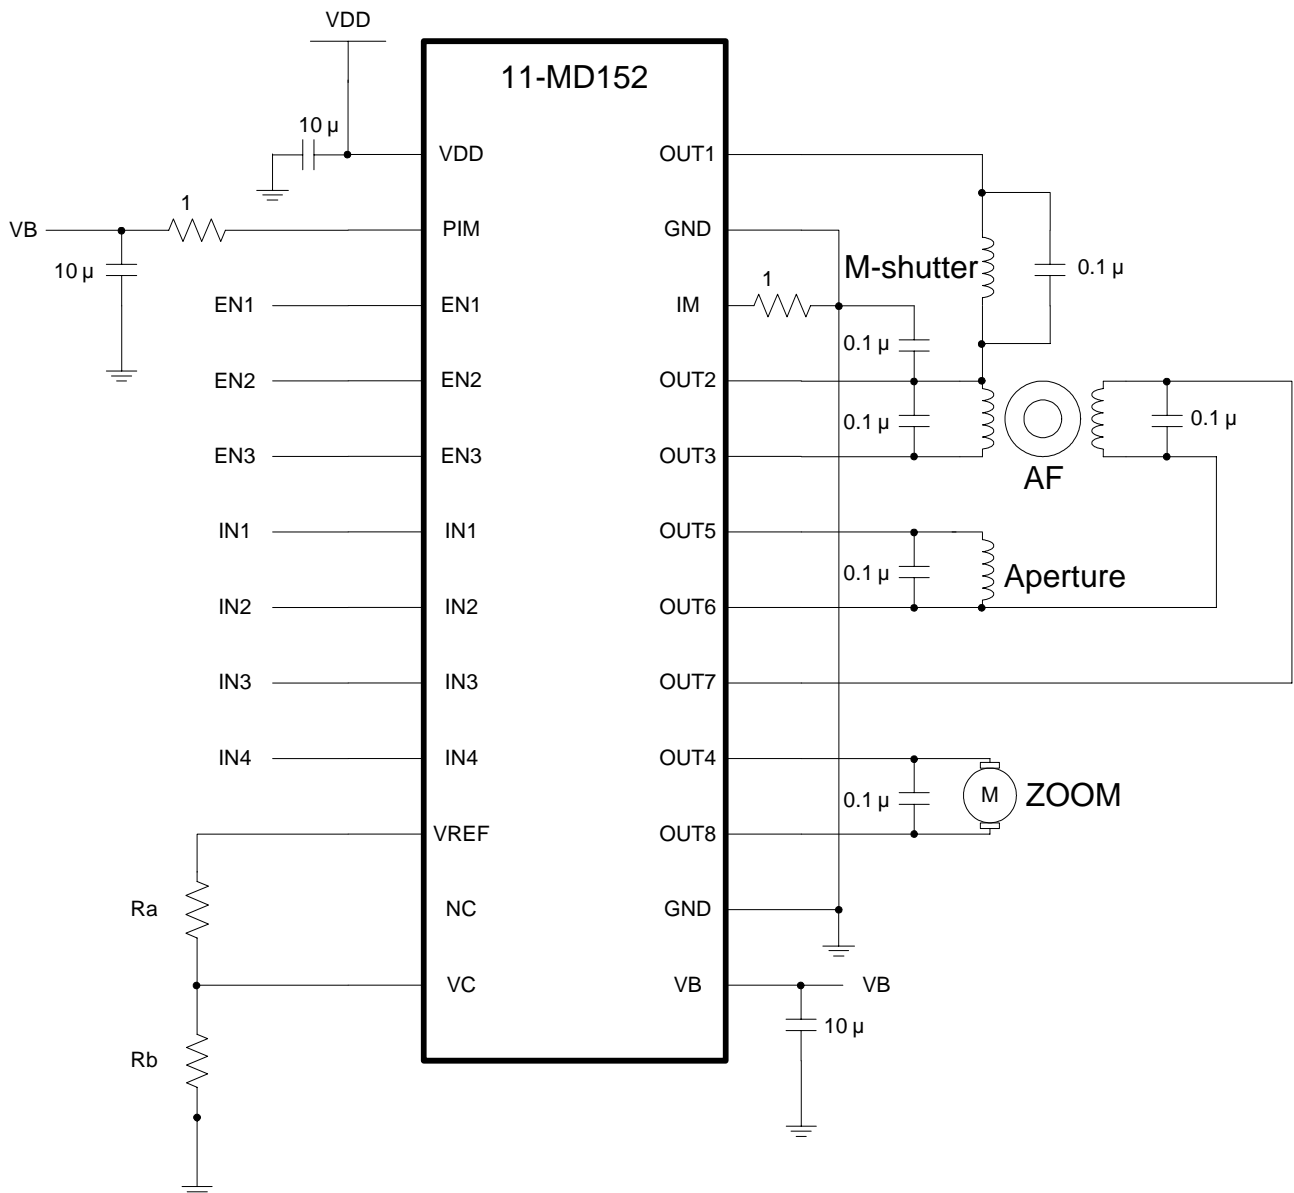 VDD
11-MD152
10 µ
VDD
OUT1
1
VB
PIM
GND
10 µ
M-shutter
0.1 µ
1
EN1
EN1
IM
0.1 µ
EN2
EN2
OUT2
0.1 µ
0.1 µ
EN3
EN3
OUT3
AF
IN1
IN1
OUT5
0.1 µ
Aperture
IN2
IN2
OUT6
IN3
IN3
OUT7
IN4
IN4
OUT4
0.1 µ
M
ZOOM
VREF
OUT8
Ra
NC
GND
VC
VB
VB
10 µ
Rb